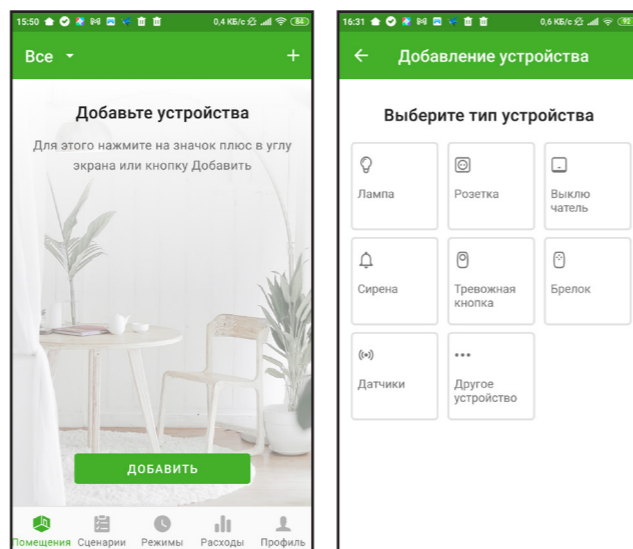 15:50
0,4 КБ/с
84
Все
+
Добавьте устройства
Для этого нажмите на значок плюс в углу
экрана или кнопку Добавить
ДОБАВИТЬ
Помещения Сценарии Режимы Расходы Профиль
16:31
0,6 КБ/с
92
Добавление устройства
Выберите тип устройства
Лампа
Розетка
Выклю
чатель
Сирена
Тревожная
кнопка
Брелок
Датчики
Другое
устройство